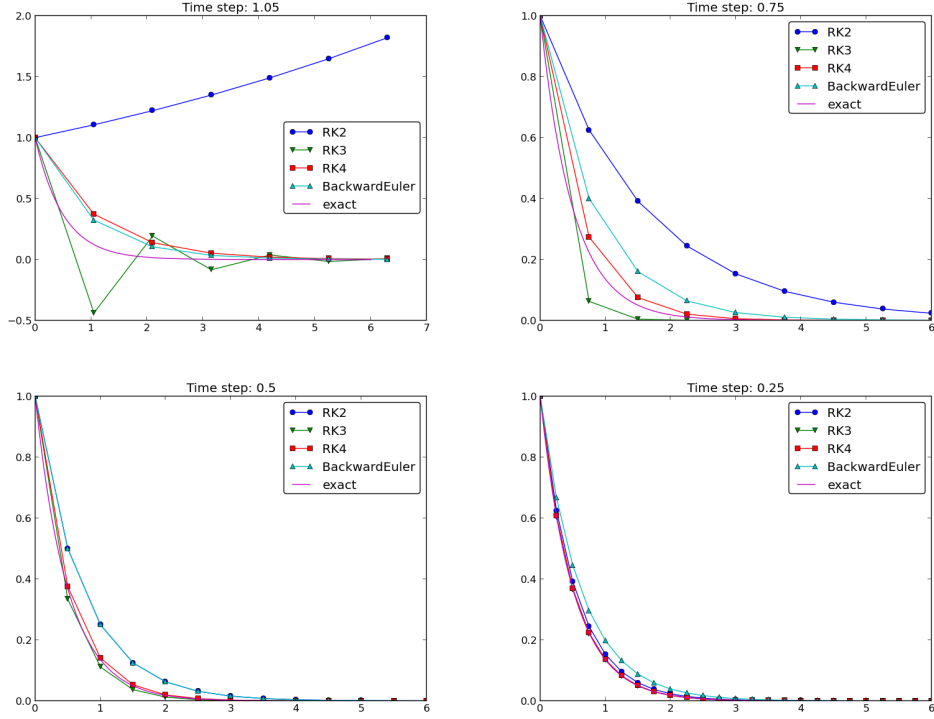 Time step: 1.05
2.0
1.5
1.0
0.5
0.0
−0.5
0 1 2 3 4 5 6 7
RK2
RK3
RK4
BackwardEuler
exact
Time step: 0.75
1.0
0.8
0.6
0.4
0.2
0.0
0 1 2 3 4 5 6
RK2
RK3
RK4
BackwardEuler
exact
Time step: 0.5
1.0
0.8
0.6
0.4
0.2
0.0
0 1 2 3 4 5 6
RK2
RK3
RK4
BackwardEuler
exact
Time step: 0.25
1.0
0.8
0.6
0.4
0.2
0.0
0 1 2 3 4 5 6
RK2
RK3
RK4
BackwardEuler
exact